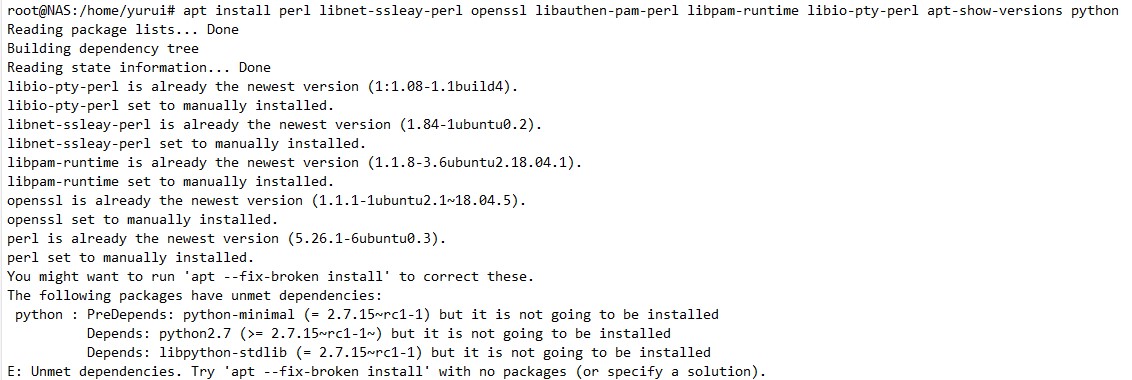 root@NAS:/home/yurui# apt install perl libnet-ssleay-perl openssl libauthen-pam-perl libpam-runtime libio-pty-perl apt-show-versions python
Reading package lists... Done
Building dependency tree
Reading state information... Done
libio-pty-perl is already the newest version (1:1.08-1.1build4).
libio-pty-perl set to manually installed.
libnet-ssleay-perl is already the newest version (1.84-1ubuntu0.2).
libnet-ssleay-perl set to manually installed.
libpam-runtime is already the newest version (1.1.8-3.6ubuntu2.18.04.1).
libpam-runtime set to manually installed.
openssl is already the newest version (1.1.1-1ubuntu2.1~18.04.5).
openssl set to manually installed.
perl is already the newest version (5.26.1-6ubuntu0.3).
perl set to manually installed.
You might want to run 'apt --fix-broken install' to correct these.
The following packages have unmet dependencies:
 python : PreDepends: python-minimal (= 2.7.15~rc1-1) but it is not going to be installed
          Depends: python2.7 (>= 2.7.15~rc1-1~) but it is not going to be installed
          Depends: libpython-stdlib (= 2.7.15~rc1-1) but it is not going to be installed
E: Unmet dependencies. Try 'apt --fix-broken install' with no packages (or specify a solution).